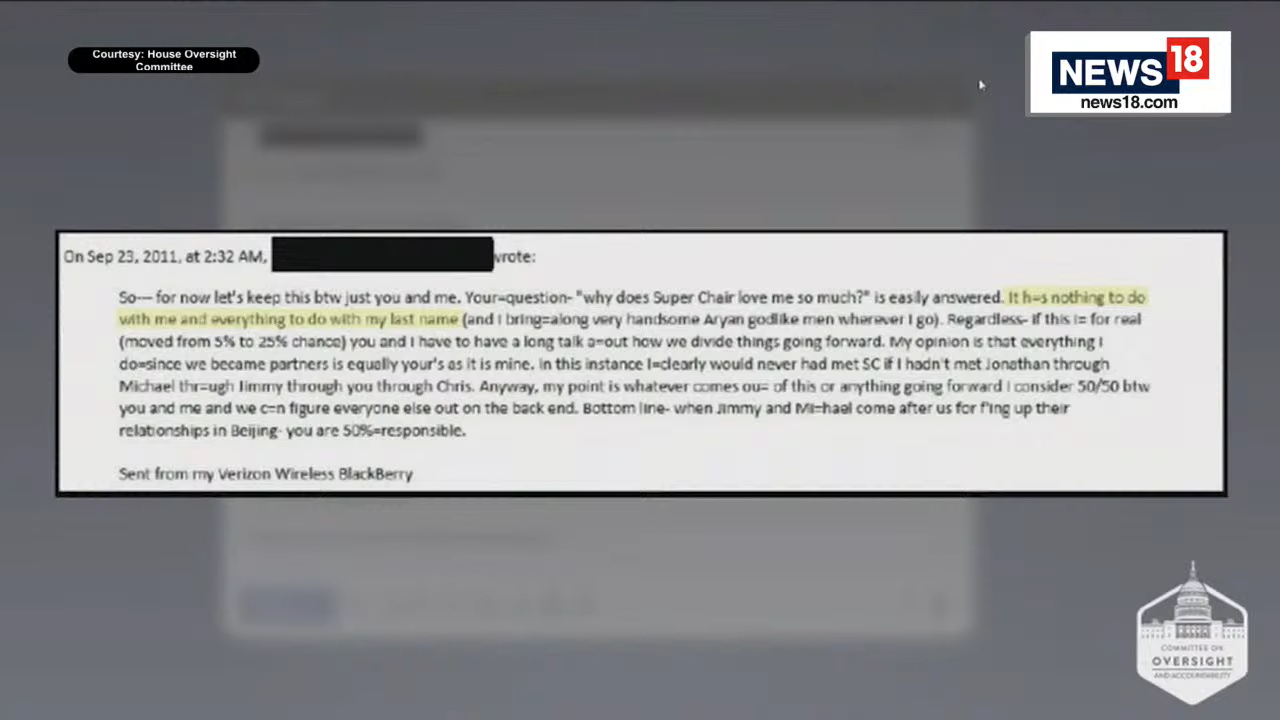 Courtesy: House Oversight
Committee
NEWS 18
news18.com
On Sep 23, 2011, at 2:32 AM, wrote:
So--- for now let's keep this btw just you and me. Your=question- "why does Super Chair love me so much?" is easily answered. It h=s nothing to do
with me and everything to do with my last name (and I bring=along very handsome Aryan godlike men wherever I go). Regardless- if this i= for real
(moved from 5% to 25% chance) you and I have to have a long talk a=out how we divide things going forward. My opinion is that everything I
do=since we became partners is equally your's as it is mine. In this instance I=clearly would never had met SC if I hadn't met Jonathan through
Michael thr=ugh Jimmy through you through Chris. Anyway, my point is whatever comes ou= of this or anything going forward I consider 50/50 btw
you and me and we c=n figure everyone else out on the back end. Bottom line- when Jimmy and Mi=hael come after us for f'ing up their
relationships in Beijing- you are 50%=responsible.
Sent from my Verizon Wireless BlackBerry
COMMITTEE ON
OVERSIGHT
AND ACCOUNTABILITY